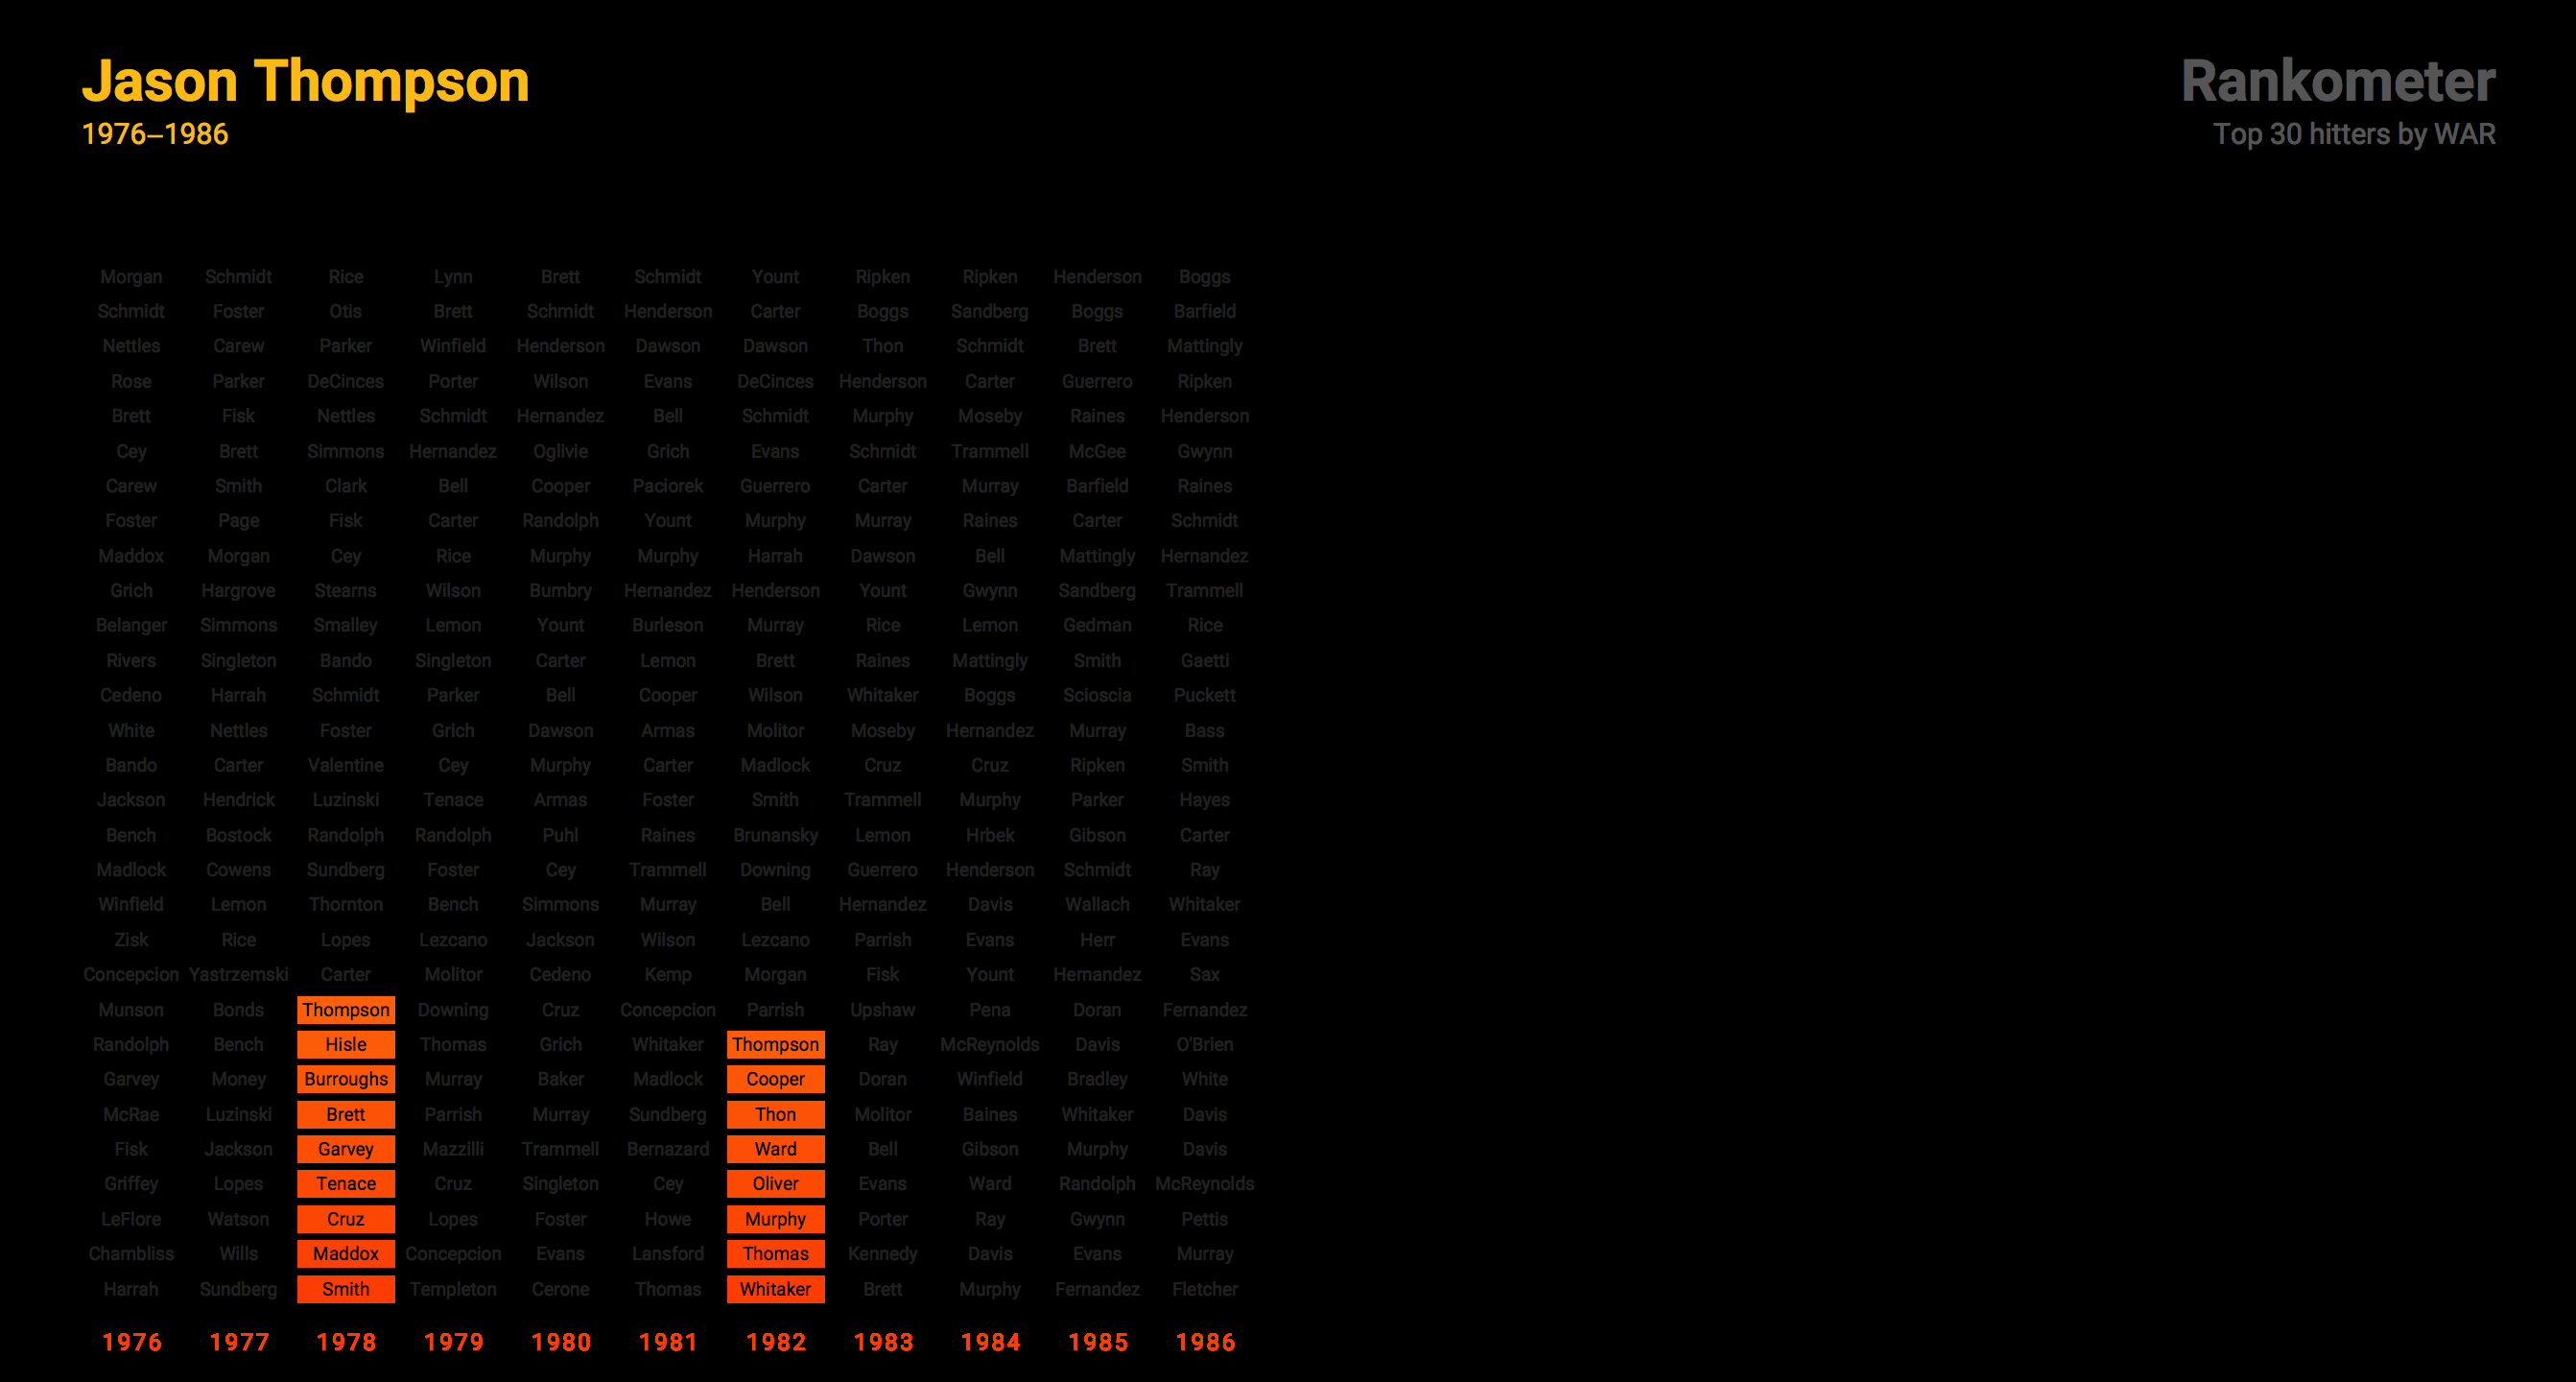 Jason Thompson
1976–1986
Rankometer
Top 30 hitters by WAR
Morgan Schmidt Rice Lynn Brett Schmidt Yount Ripken Ripken Henderson Boggs
Schmidt Foster Otis Brett Schmidt Henderson Carter Boggs Sandberg Boggs Barfield
Nettles Carew Parker Winfield Henderson Dawson Dawson Thon Schmidt Brett Mattingly
Rose Parker DeCinces Porter Wilson Evans DeCinces Henderson Carter Guerrero Ripken
Brett Fisk Nettles Schmidt Hernandez Bell Schmidt Murphy Moseby Raines Henderson
Cey Brett Simmons Hernandez Oglivie Grich Evans Schmidt Trammell McGee Gwynn
Carew Smith Clark Bell Cooper Paciorek Guerrero Carter Murray Barfield Raines
Foster Page Fisk Carter Randolph Yount Murphy Murray Raines Carter Schmidt
Maddox Morgan Cey Rice Murphy Murphy Harrah Dawson Bell Mattingly Hernandez
Grich Hargrove Stearns Wilson Bumbry Hernandez Henderson Yount Gwynn Sandberg Trammell
Belanger Simmons Smalley Lemon Yount Burleson Murray Rice Lemon Gedman Rice
Rivers Singleton Bando Singleton Carter Lemon Brett Raines Mattingly Smith Gaetti
Cedeno Harrah Schmidt Parker Bell Cooper Wilson Whitaker Boggs Scioscia Puckett
White Nettles Foster Grich Dawson Armas Molitor Moseby Hernandez Murray Bass
Bando Carter Valentine Cey Murphy Carter Madlock Cruz Cruz Ripken Smith
Jackson Hendrick Luzinski Tenace Armas Foster Smith Trammell Murphy Parker Hayes
Bench Bostock Randolph Randolph Puhl Raines Brunansky Lemon Hrbek Gibson Carter
Madlock Cowens Sundberg Foster Cey Trammell Downing Guerrero Henderson Schmidt Ray
Winfield Lemon Thornton Bench Simmons Murray Bell Hernandez Davis Wallach Whitaker
Zisk Rice Lopes Lezcano Jackson Wilson Lezcano Parrish Evans Herr Evans
Concepcion Yastrzemski Carter Molitor Cedeno Kemp Morgan Fisk Yount Hernandez Sax
Munson Bonds Thompson Downing Cruz Concepcion Parrish Upshaw Pena Doran Fernandez
Randolph Bench Hisle Thomas Grich Whitaker Thompson Ray McReynolds Davis O'Brien
Garvey Money Burroughs Murray Baker Madlock Cooper Doran Winfield Bradley White
McRae Luzinski Brett Parrish Murray Sundberg Thon Molitor Baines Whitaker Davis
Fisk Jackson Garvey Mazzilli Trammell Bernazard Ward Bell Gibson Murphy Davis
Griffey Lopes Tenace Cruz Singleton Cey Oliver Evans Ward Randolph McReynolds
LeFlore Watson Cruz Lopes Foster Howe Murphy Porter Ray Gwynn Pettis
Chambliss Wills Maddox Concepcion Evans Lansford Thomas Kennedy Davis Evans Murray
Harrah Sundberg Smith Templeton Cerone Thomas Whitaker Brett Murphy Fernandez Fletcher
1976 1977 1978 1979 1980 1981 1982 1983 1984 1985 1986